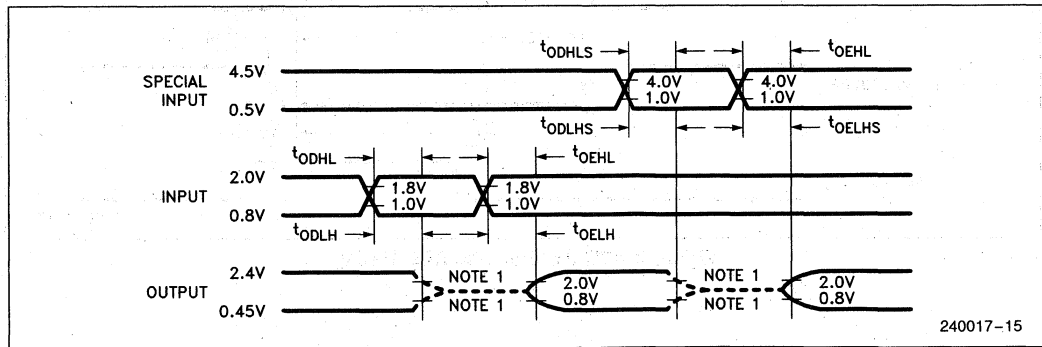 tODHLS tOEHL
4.5V
SPECIAL INPUT
4.0V 4.0V
1.0V 1.0V
0.5V
tODLHS tOELHS
tODHL tOEHL
2.0V
INPUT
1.8V 1.8V
1.0V 1.0V
0.8V
tODLH tOELH
2.4V
OUTPUT
NOTE 1 2.0V NOTE 1 2.0V
NOTE 1 0.8V NOTE 1 0.8V
0.45V
240017-15